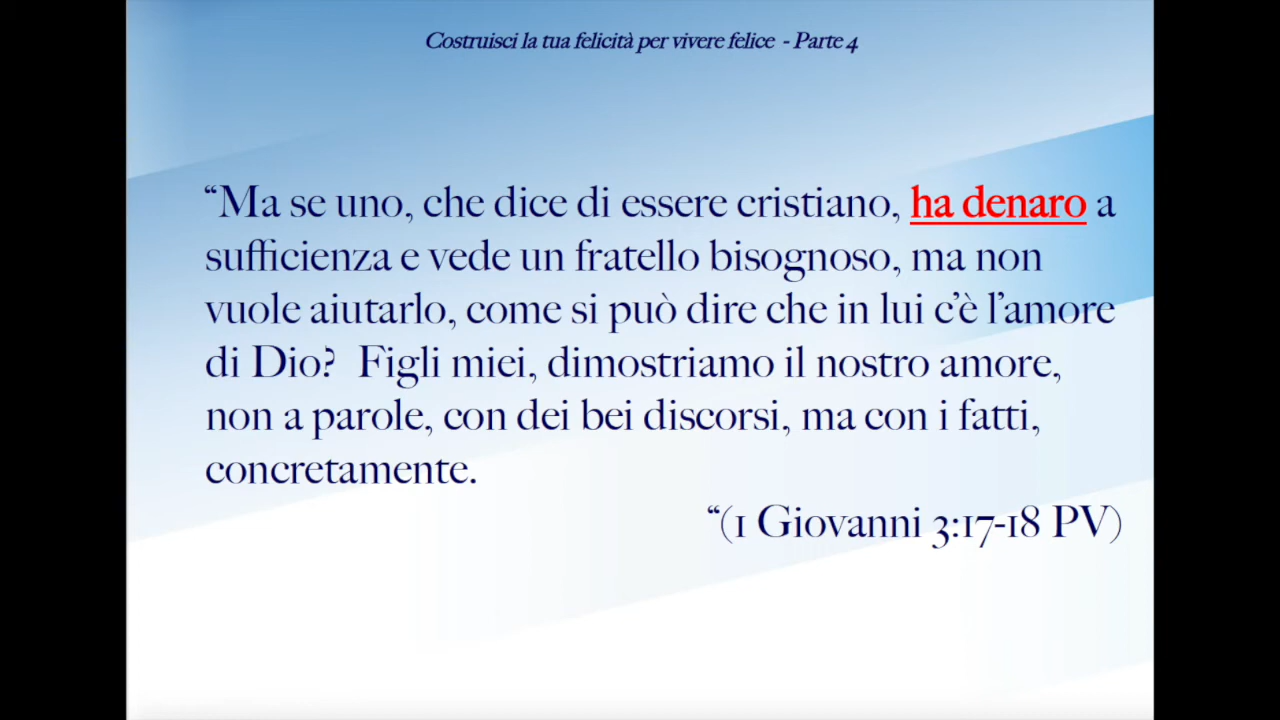 Costruisci la tua felicità per vivere felice - Parte 4
“Ma se uno, che dice di essere cristiano, ha denaro a
sufficienza e vede un fratello bisognoso, ma non
vuole aiutarlo, come si può dire che in lui c’è l’amore
di Dio? Figli miei, dimostriamo il nostro amore,
non a parole, con dei bei discorsi, ma con i fatti,
concretamente.
“(1 Giovanni 3:17-18 PV)